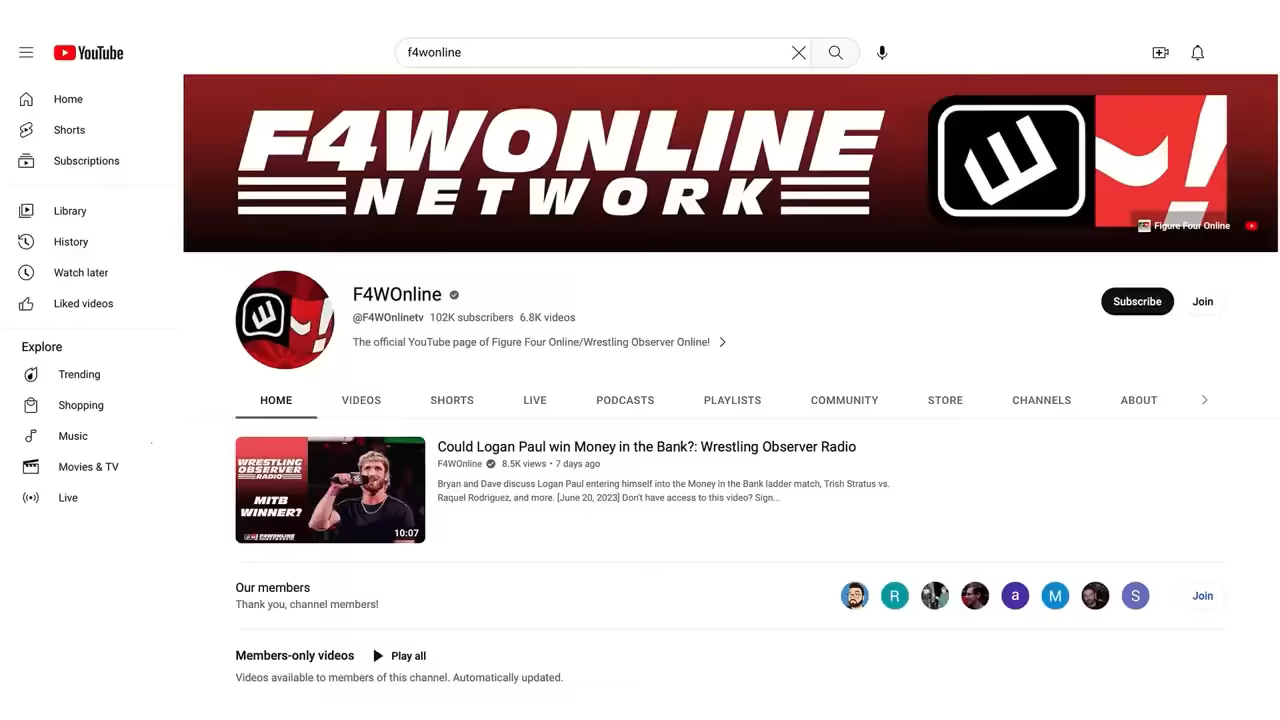 YouTube
f4wonline
Home
Shorts
Subscriptions
Library
History
Watch later
Liked videos
Explore
Trending
Shopping
Music
Movies & TV
Live
F4WONLINE
NETWORK
Figure Four Online
F4WOnline
@F4WOnlinetv 102K subscribers 6.8K videos
The official YouTube page of Figure Four Online/Wrestling Observer Online!
Subscribe
Join
HOME VIDEOS SHORTS LIVE PODCASTS PLAYLISTS COMMUNITY STORE CHANNELS ABOUT
WRESTLING
OBSERVER
RADIO
MITB
WINNER?
F4WONLINE
10:07
Could Logan Paul win Money in the Bank?: Wrestling Observer Radio
F4WOnline 8.5K views • 7 days ago
Bryan and Dave discuss Logan Paul entering himself into the Money in the Bank ladder match, Trish Stratus vs.
Raquel Rodriguez, and more. [June 20, 2023] Don't have access to this video? Sign...
Our members
Thank you, channel members!
R a M S
Join
Members-only videos Play all
Videos available to members of this channel. Automatically updated.